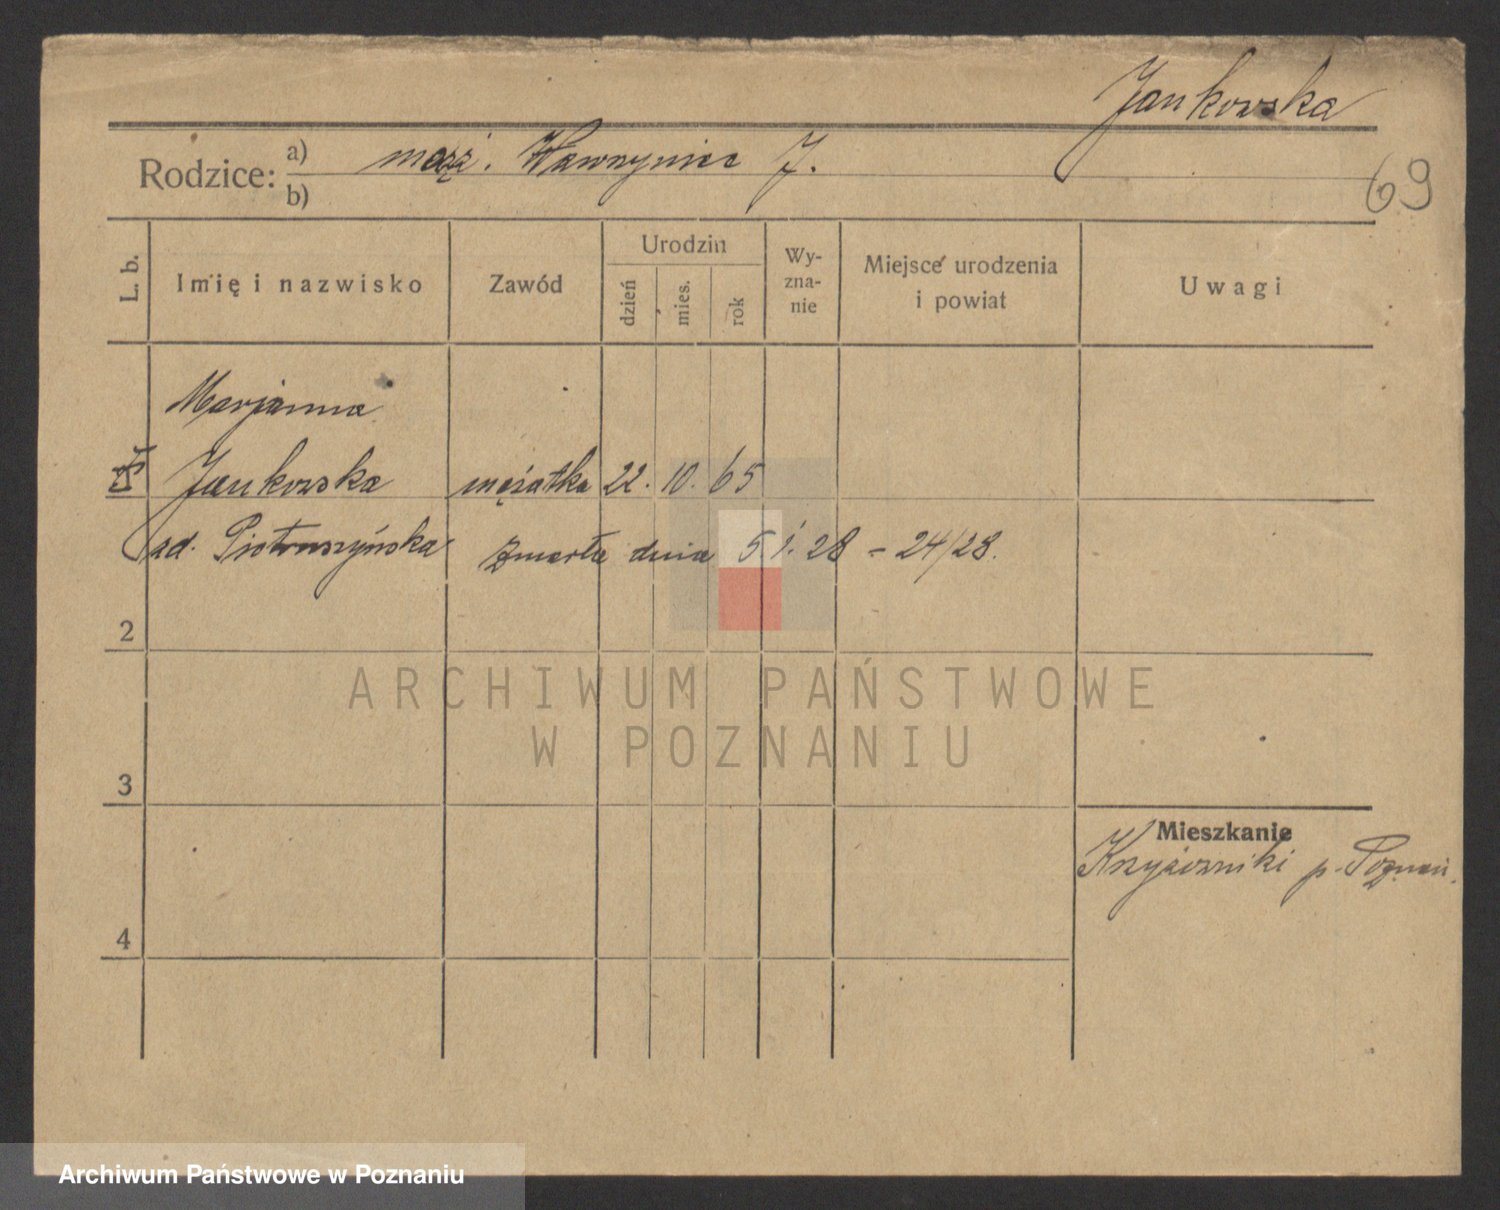 Jankowska
69
Rodzice: a) mąż. Wawrzyniec J.
b)
L. b.
Imię i nazwisko
Zawód
Urodzin
dzień
mies.
rok
Wy-
zna-
nie
Miejsce urodzenia
i powiat
Uwagi
Marjanna
Jankowska mężatka 22. 10. 65
zd. Pietruszyńska zmarła dnia 5.1.28 – 24/28.
2
ARCHIWUM PAŃSTWOWE
W POZNANIU
3
Mieszkanie
Krzyżowniki p. Poznań.
4
Archiwum Państwowe w Poznaniu